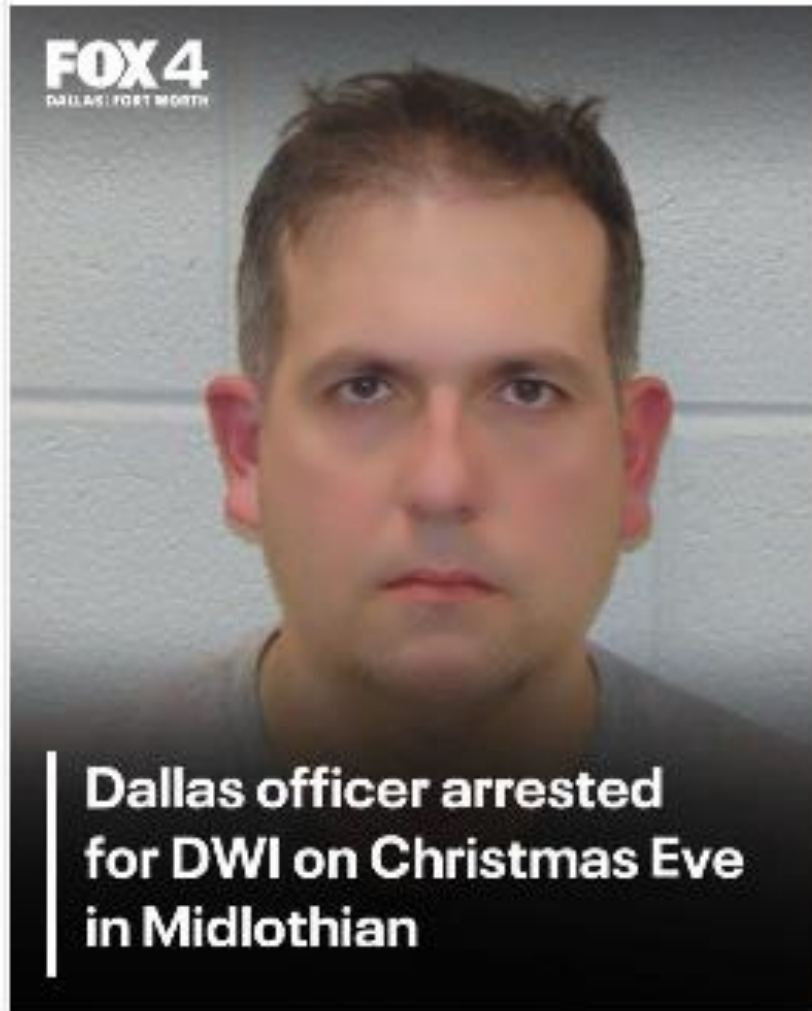 FOX 4
DALLAS | FORT WORTH
Dallas officer arrested
for DWI on Christmas Eve
in Midlothian